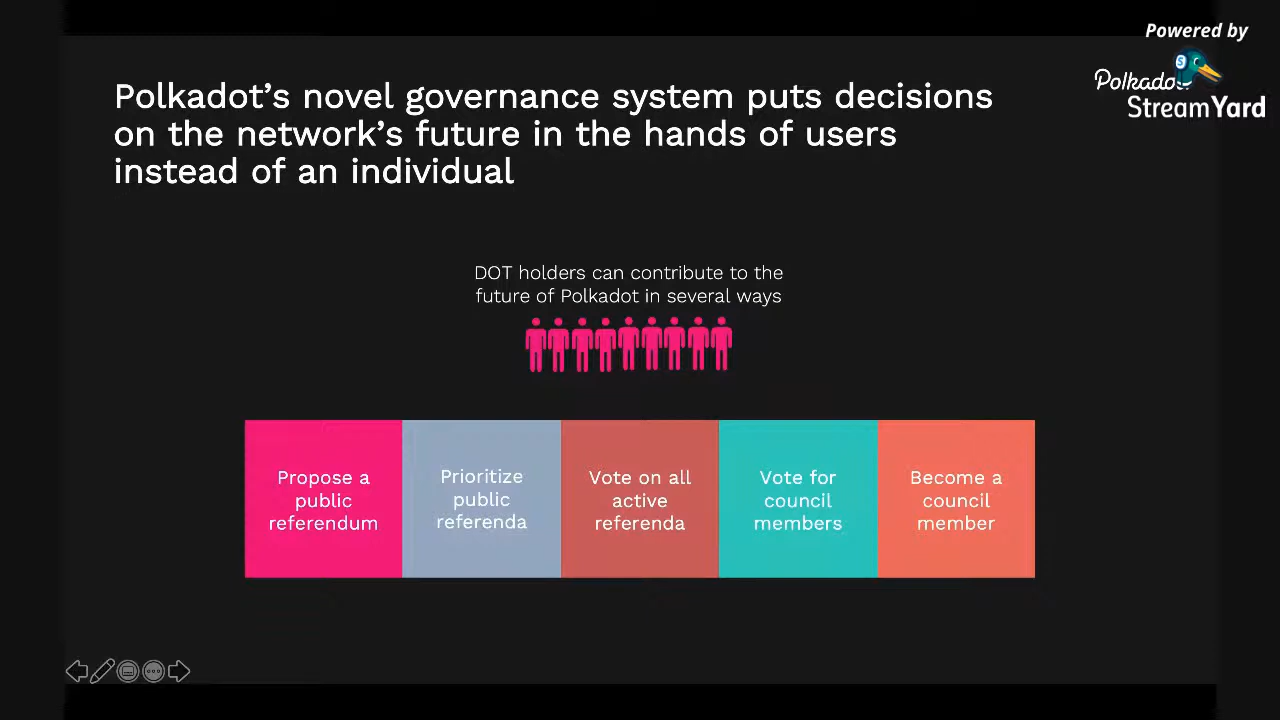 Powered by
Polkadot
StreamYard
Polkadot’s novel governance system puts decisions
on the network’s future in the hands of users
instead of an individual
DOT holders can contribute to the
future of Polkadot in several ways
Propose a
public
referendum
Prioritize
public
referenda
Vote on all
active
referenda
Vote for
council
members
Become a
council
member